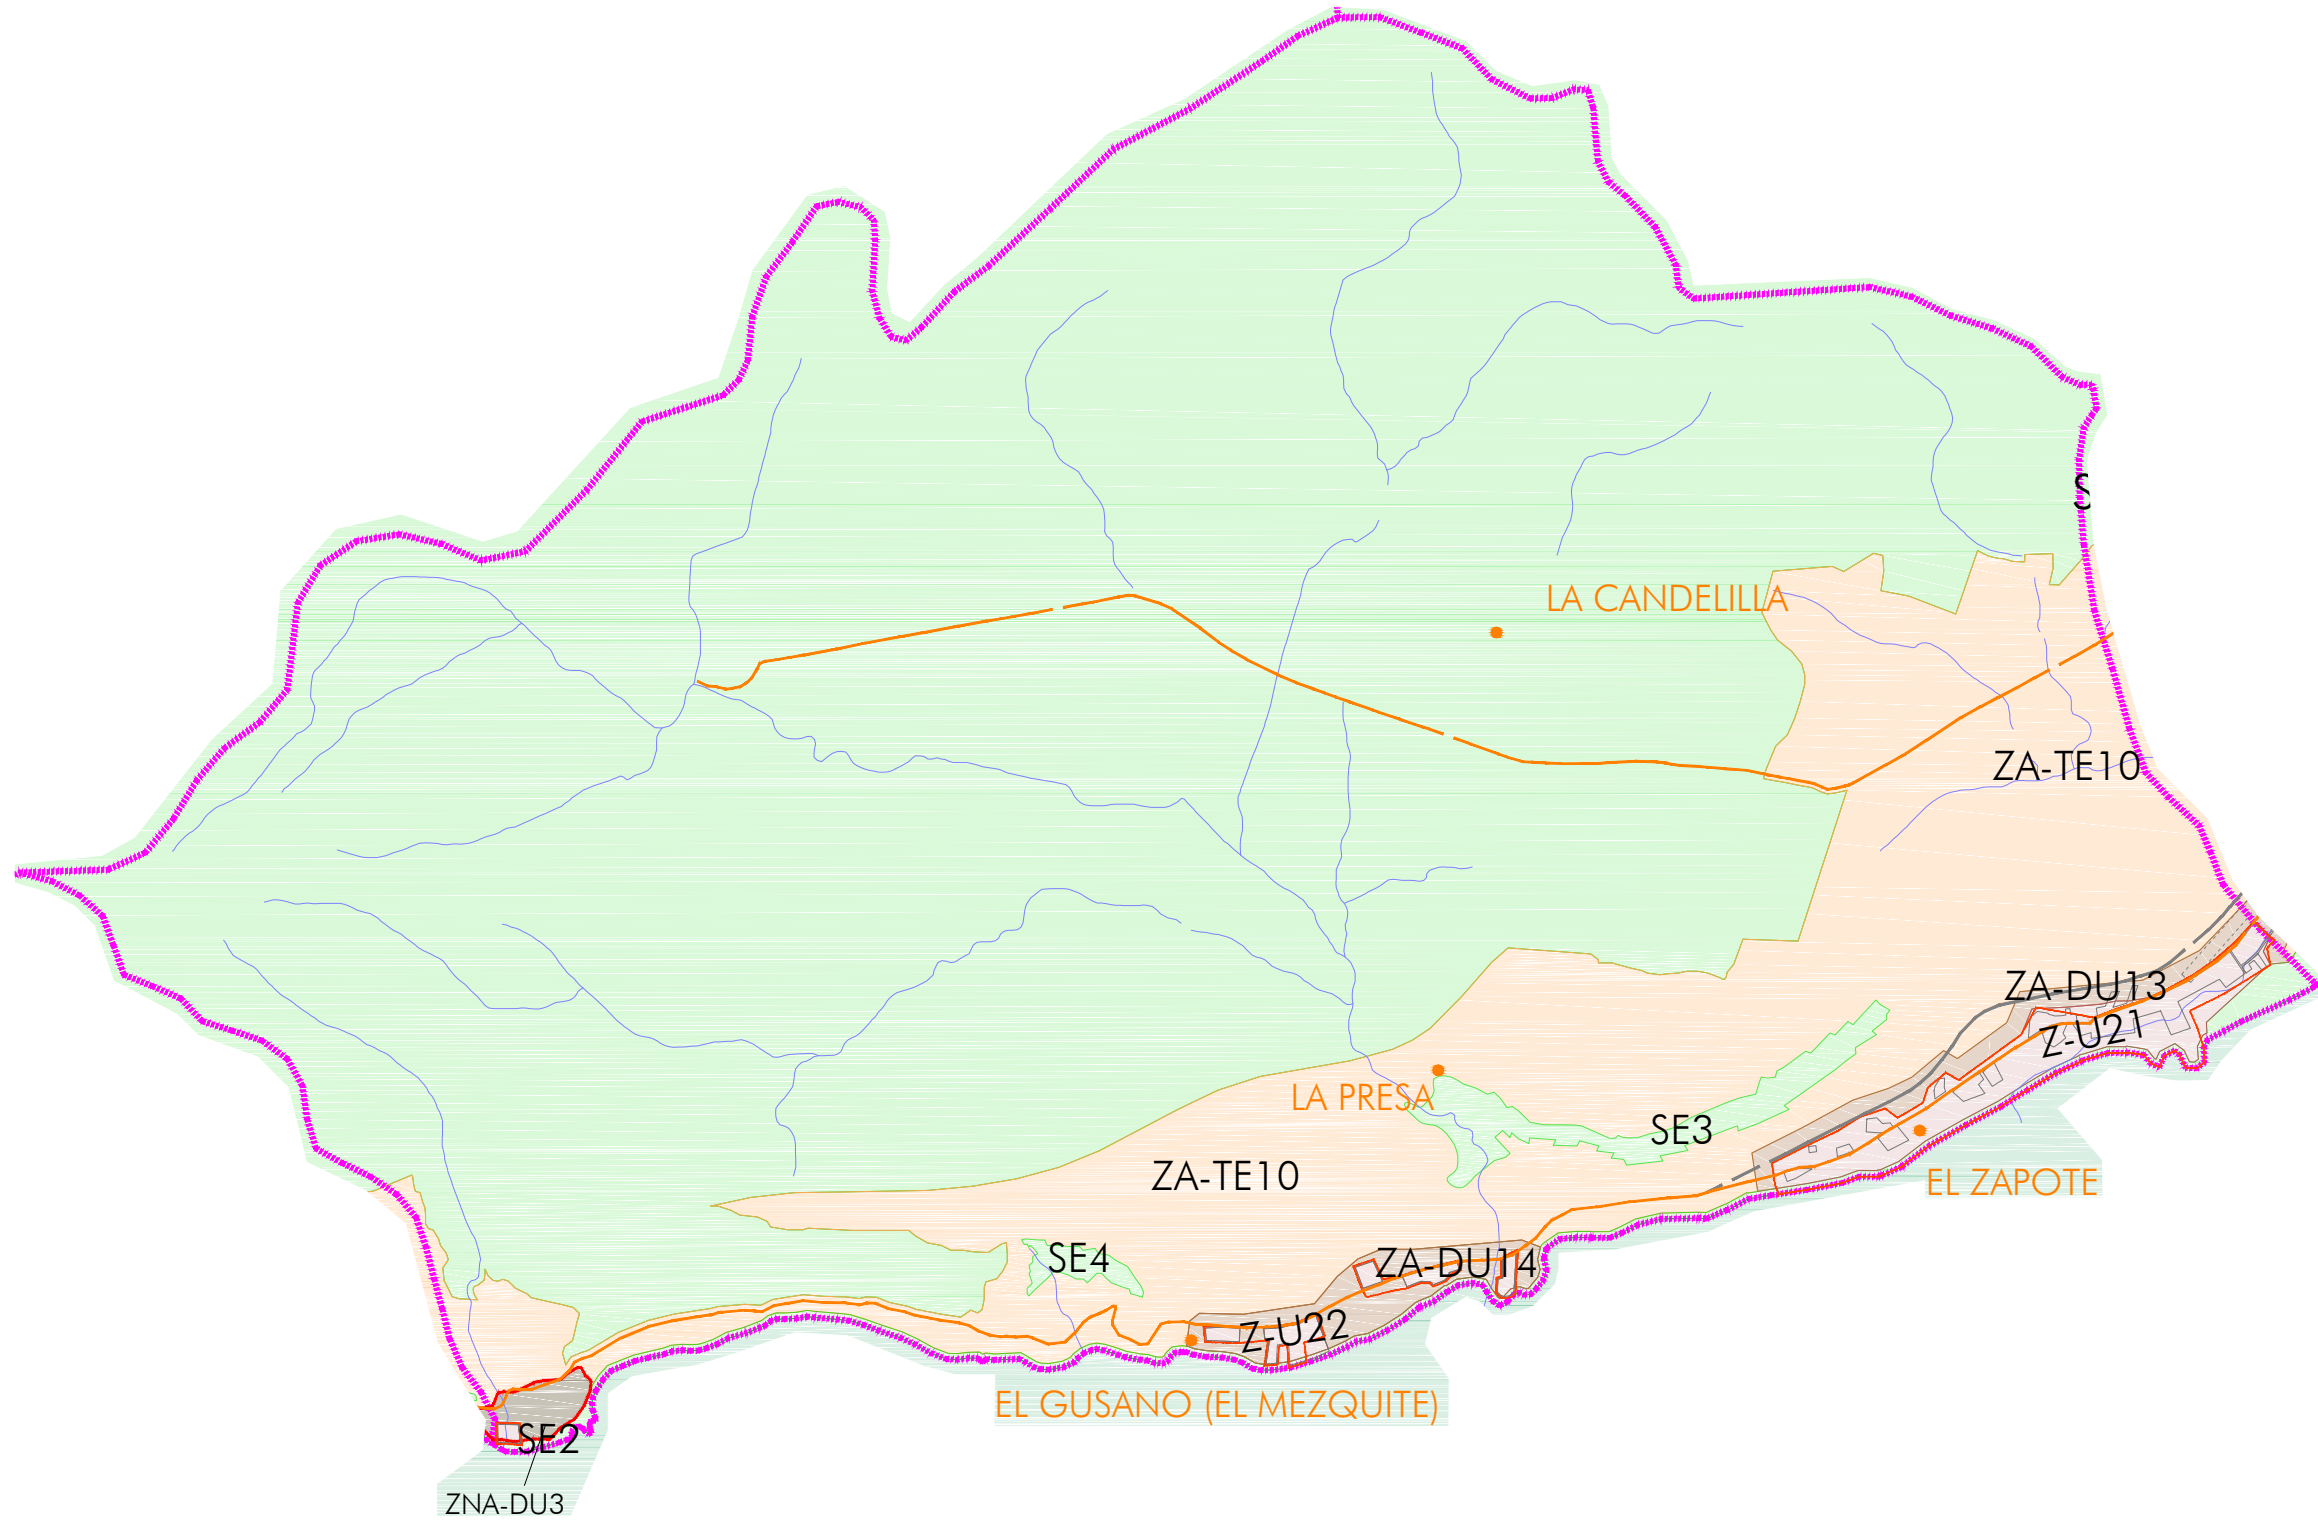 S
LA CANDELILLA
ZA-TE10
ZA-DU13
Z-U21
LA PRESA
SE3
ZA-TE10
EL ZAPOTE
SE4
ZA-DU14
Z-U22
EL GUSANO (EL MEZQUITE)
SE2
ZNA-DU3